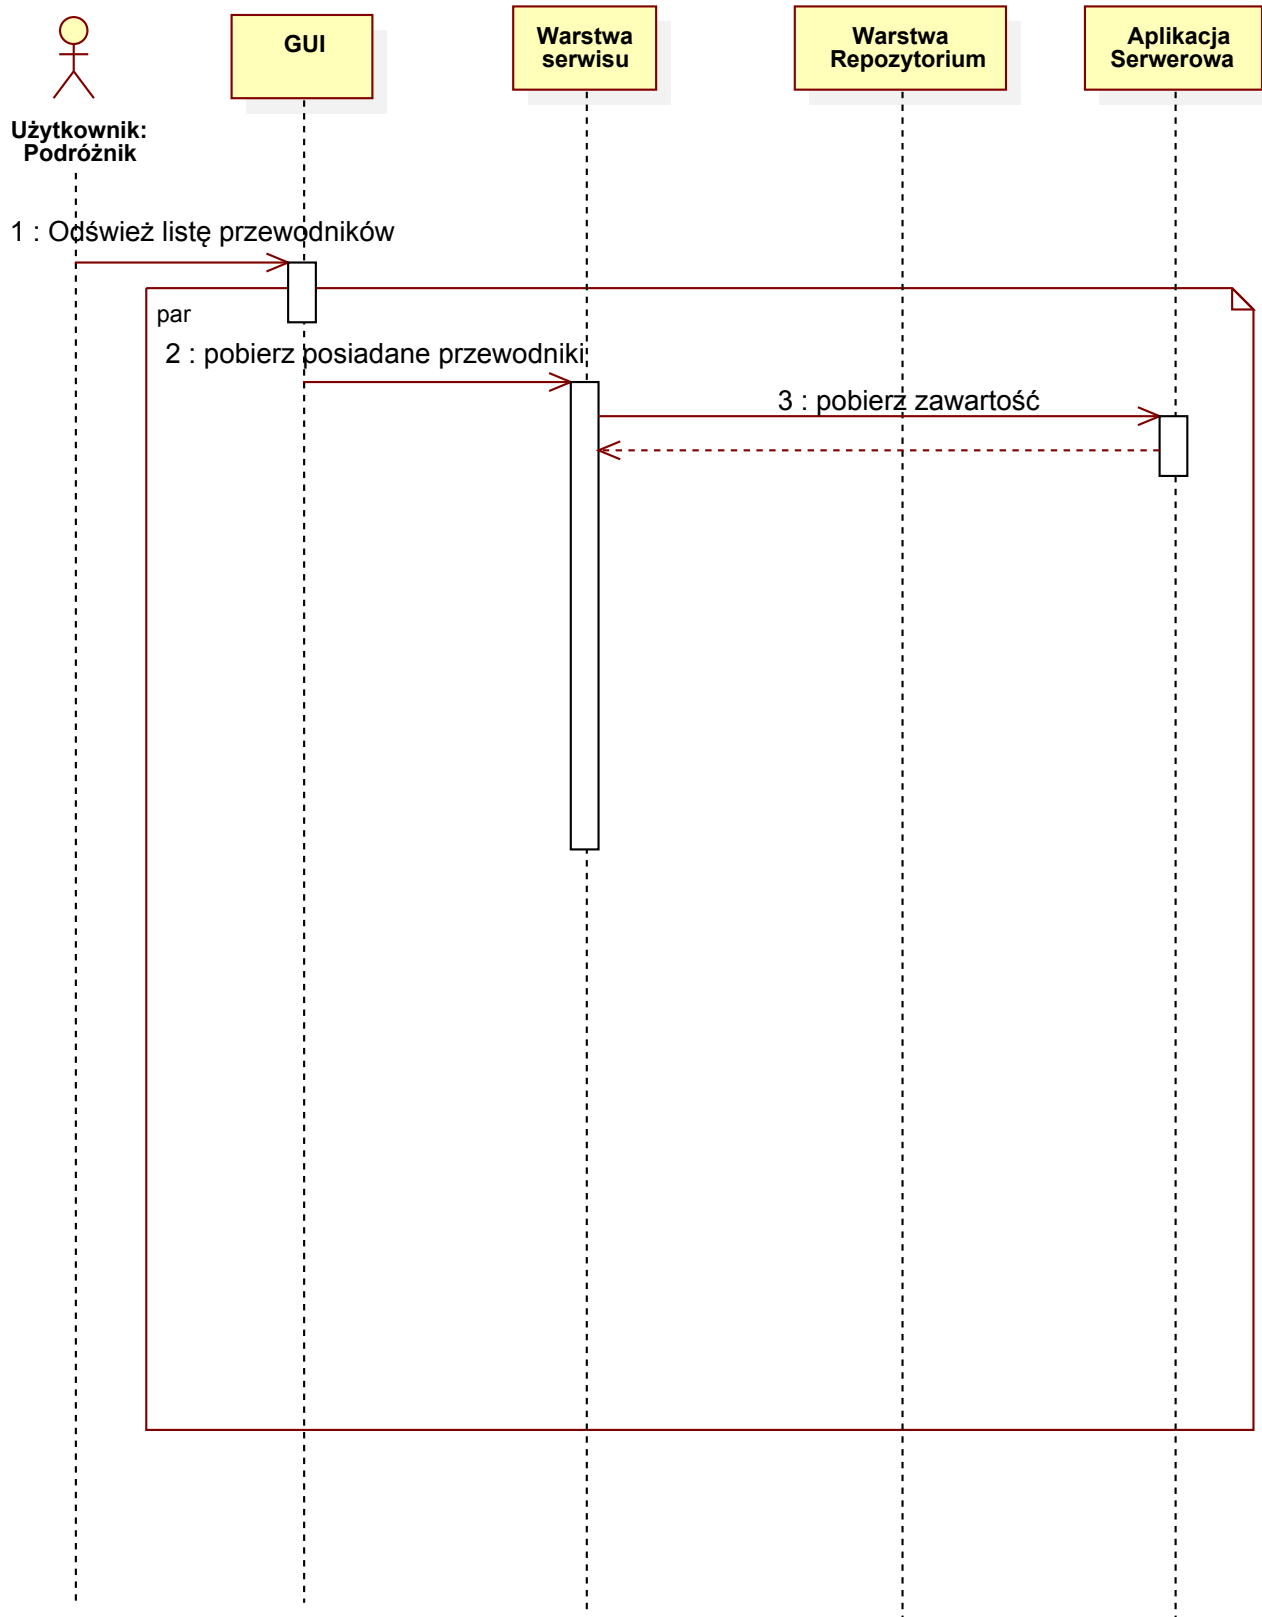 GUI
Warstwa
serwisu
Warstwa
Repozytorium
Aplikacja
Serwerowa
Użytkownik:
Podróżnik
1 : Odśwież listę przewodników
par
2 : pobierz posiadane przewodniki
3 : pobierz zawartość